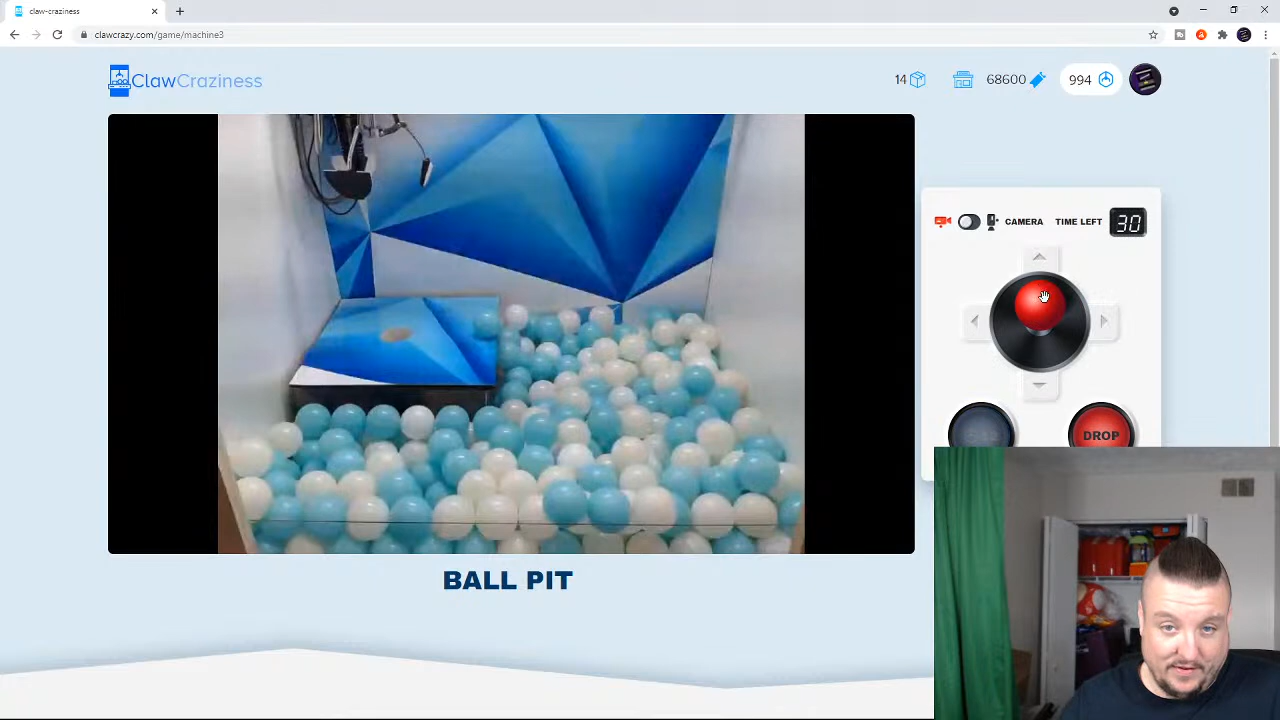 claw-craziness
clawcrazy.com/game/machine3
ClawCraziness
14
68600
994
CAMERA
TIME LEFT
30
DROP
BALL PIT